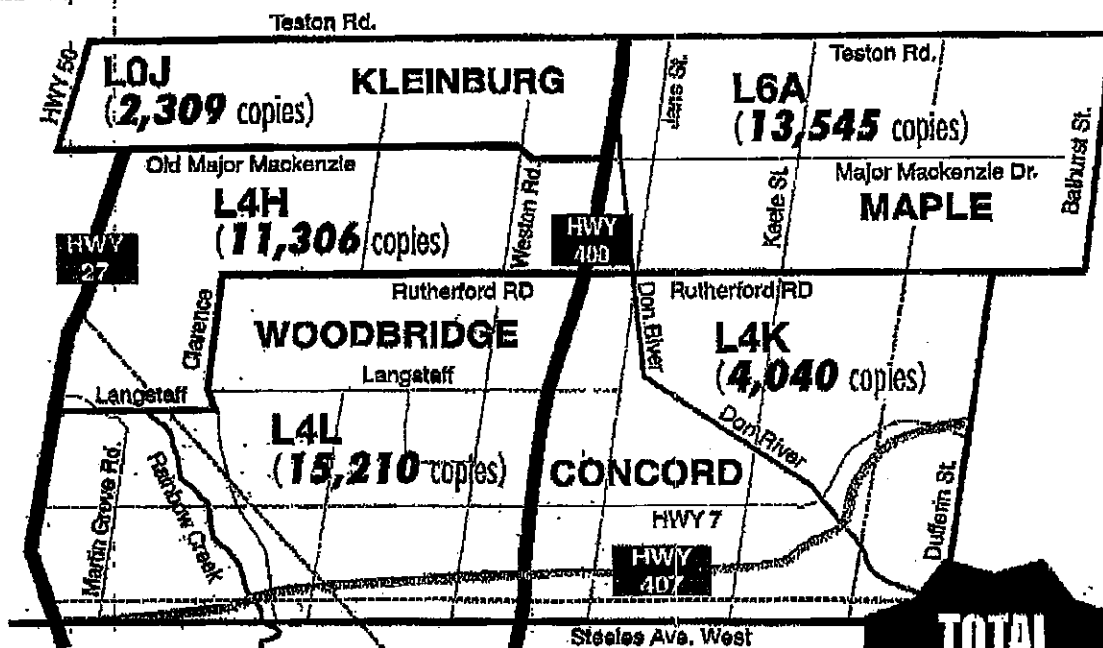 Teston Rd.
HWY 50
L0J
KLEINBURG
(2,309 copies)
Jane St.
Teston Rd.
L6A
(13,545 copies)
Bathurst St.
Old Major Mackenzie
Weston Rd.
Keele St.
Major Mackenzie Dr.
MAPLE
L4H
(11,306 copies)
HWY
27
HWY
400
Clarence
Rutherford RD
Don River
Rutherford RD
WOODBRIDGE
L4K
(4,040 copies)
Langstaff
Langstaff
L4L
(15,210 copies)
Don River
CONCORD
Martin Grove Rd.
Rainbow Creek
HWY 7
Dufferin St.
HWY
407
Steeles Ave. West
TOTAL